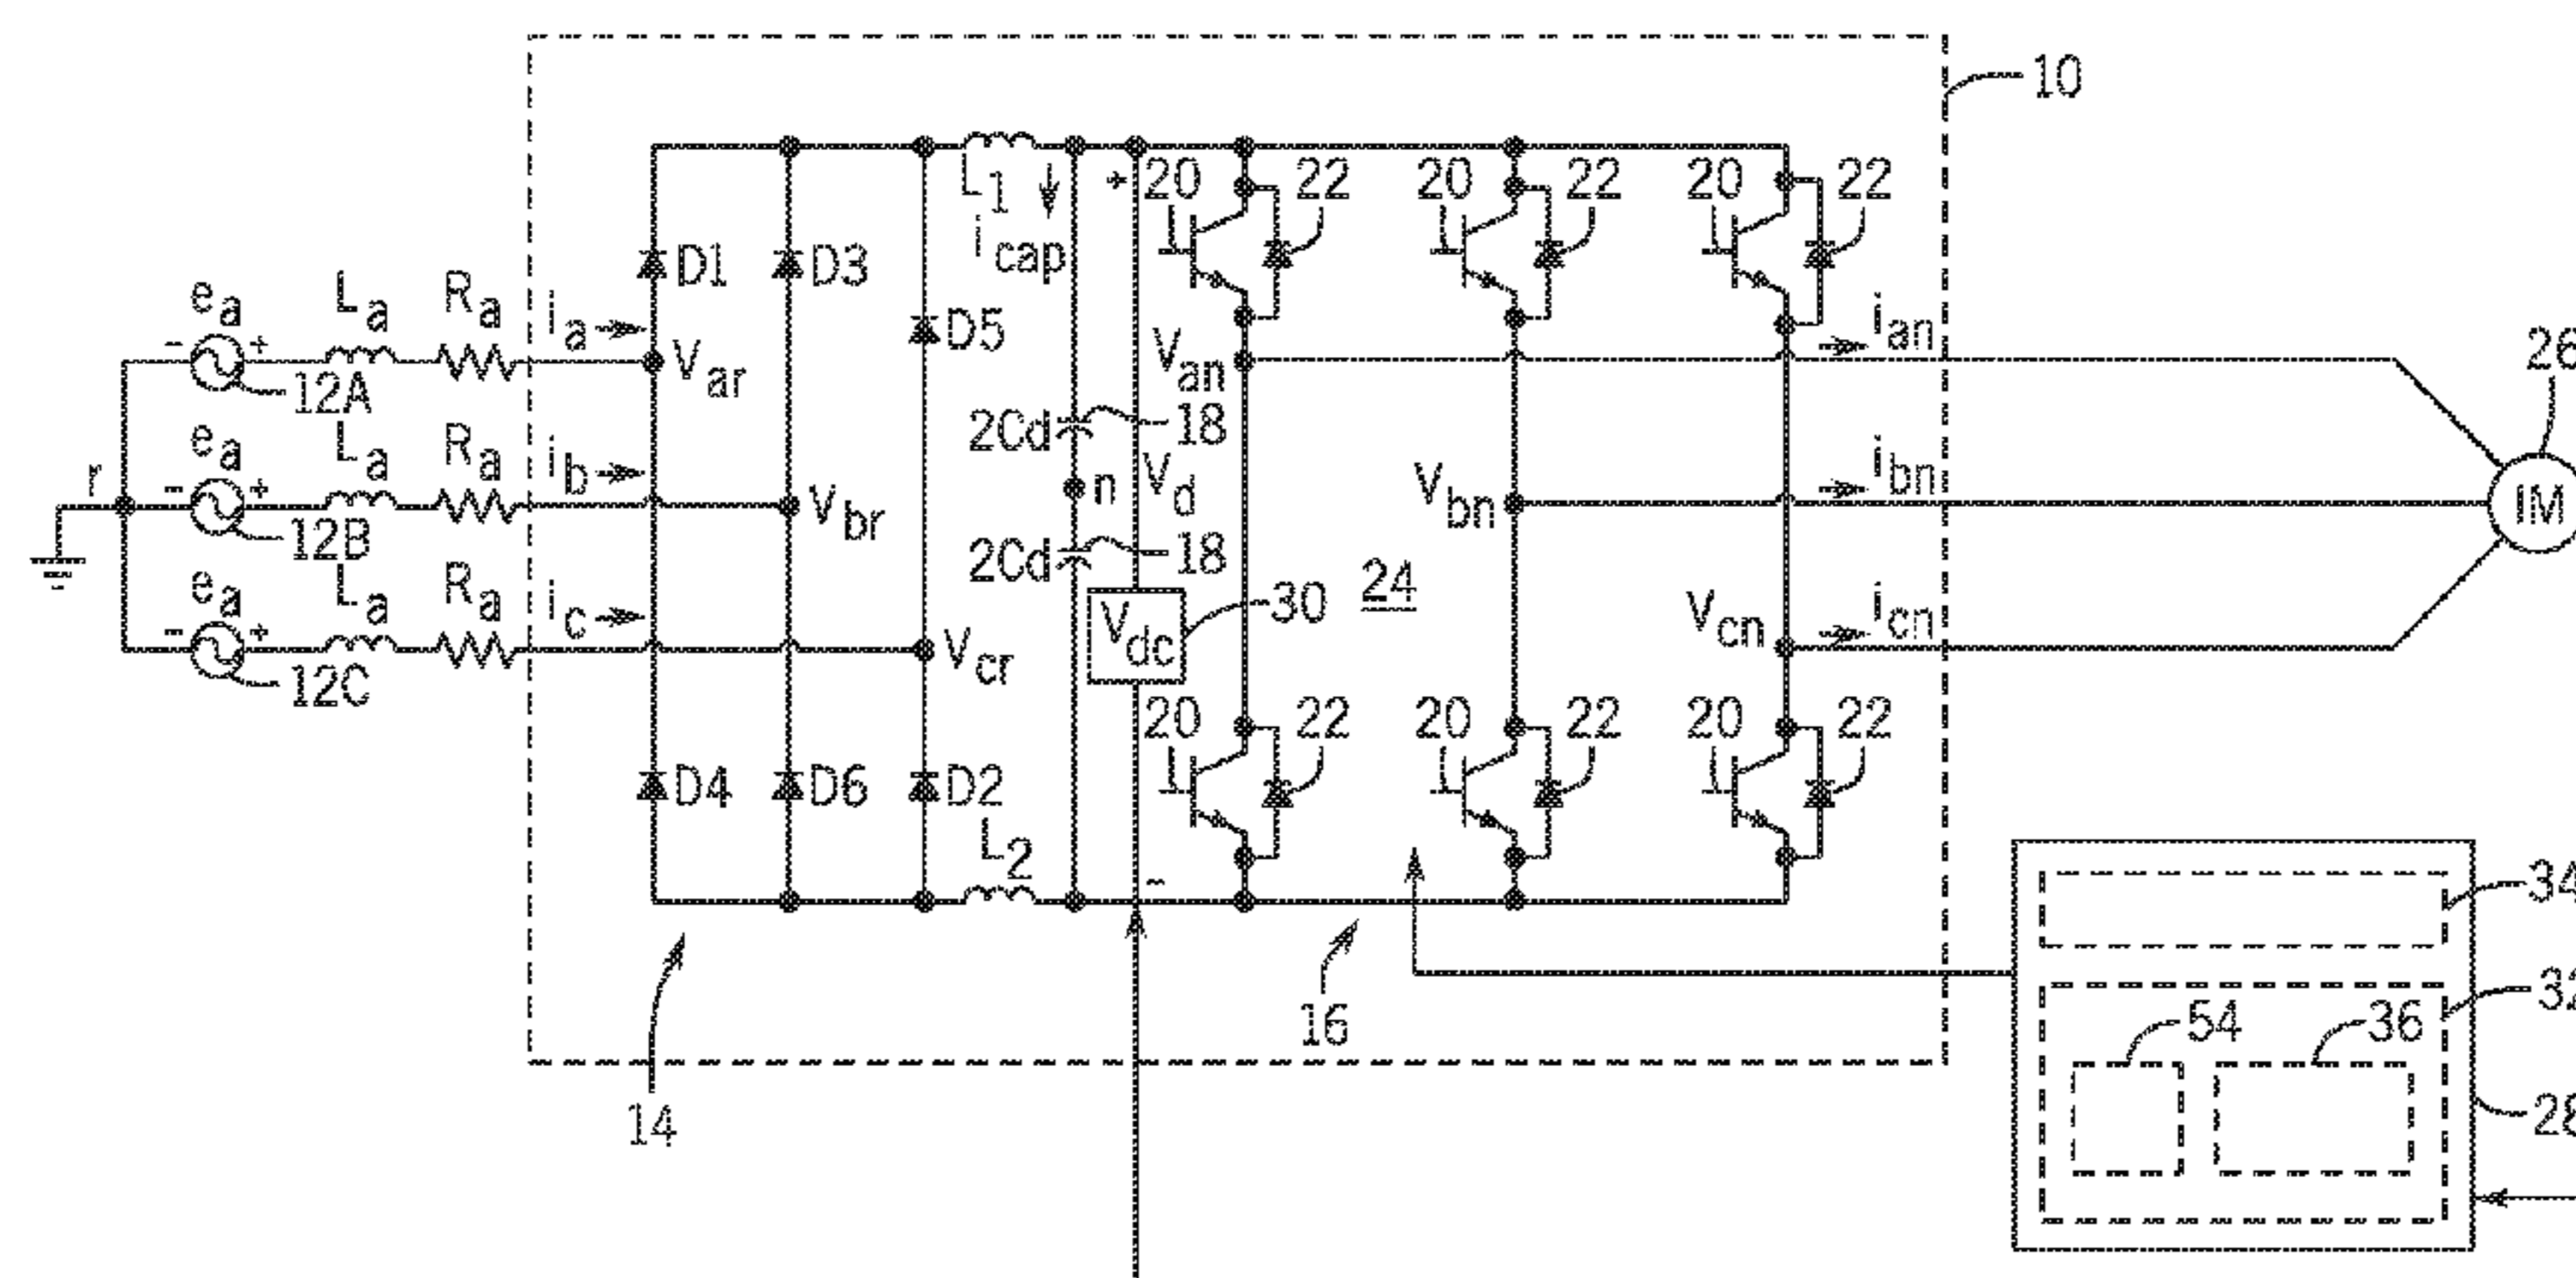 10
L1
+
20
22
20
22
20
22
icap
D1
D3
D5
ea
La
Ra
ia
-
+
Var
12A
Van
ian
26
2Cd
18
ea
La
Ra
ib
r
-
+
Vbr
12B
n
Vd
Vbn
ibn
IM
2Cd
18
ea
La
Ra
ic
-
+
Vcr
12C
Vdc
30
24
Vcn
icn
20
22
20
22
20
22
D4
D6
D2
L2
-
34
32
16
54
36
14
28